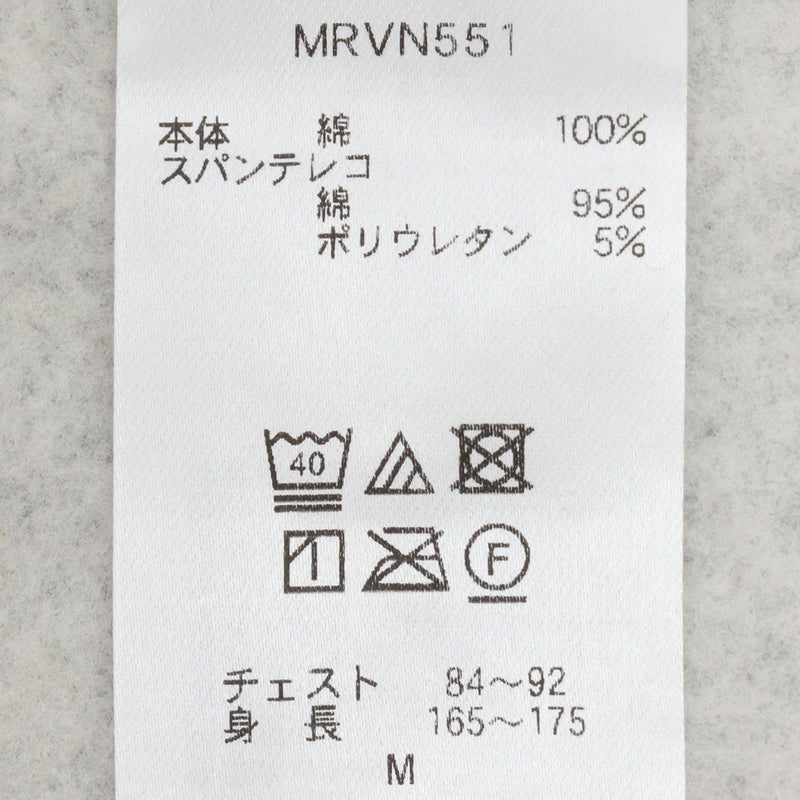 MRVN551
本体 綿 100%
スパンテレコ
綿 95%
ポリウレタン 5%
40
F
チェスト 84～92
身長 165～175
M